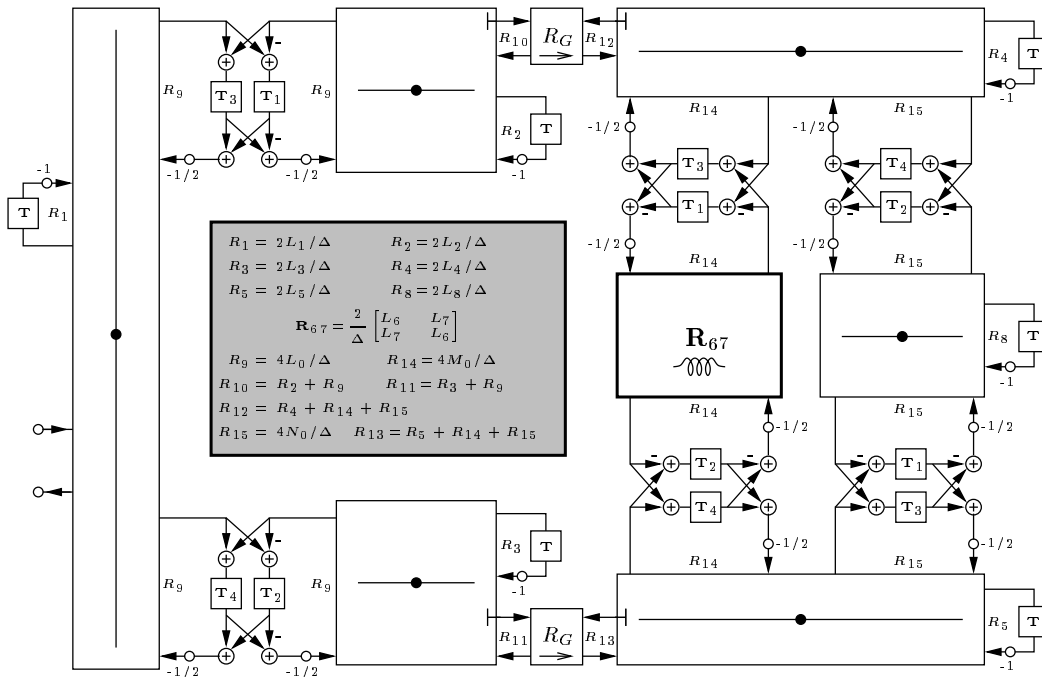 R9 - R9 R10 RG R12 R4 T
T3 T1 -1
R2 T R14 R15
-1/2 -1/2 -1 -1/2 -1/2
T3 T4
-1 T1 T2
T R1 - -
-1/2 -1/2
R14 R15
R1 = 2L1/Δ R2 = 2L2/Δ
R3 = 2L3/Δ R4 = 2L4/Δ
R5 = 2L5/Δ R8 = 2L8/Δ
R67 = 2/Δ [L6 L7
L7 L6]
R9 = 4L0/Δ R14 = 4M0/Δ
R10 = R2 + R9 R11 = R3 + R9
R12 = R4 + R14 + R15
R15 = 4N0/Δ R13 = R5 + R14 + R15
R67 R8 T
-1
R14 R15
-1/2 -1/2
- T2 - - T1 -
T4 T3
-1/2 -1/2
R14 R15
- R3 T
R9 T4 T2 R9 -1
- R11 RG R13 R5 T
-1/2 -1/2 -1